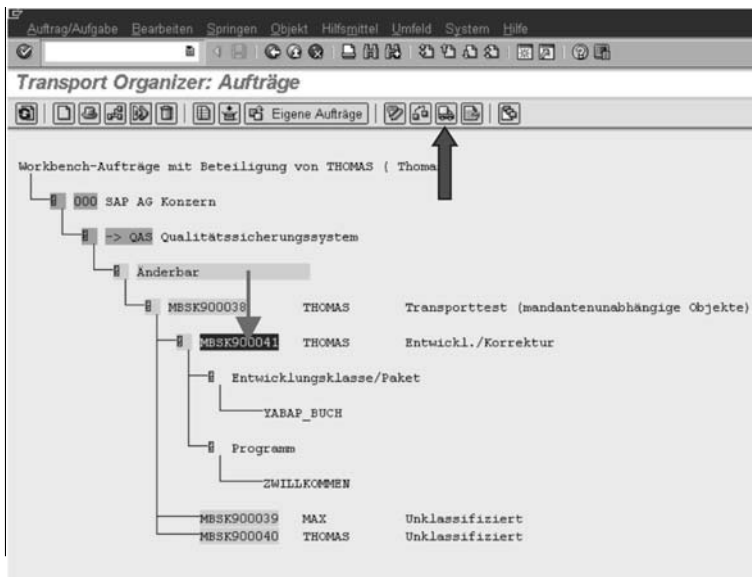 Auftrag/Aufgabe Bearbeiten Springen Objekt Hilfsmittel Umfeld System Hilfe
Transport Organizer: Aufträge
Eigene Aufträge
Workbench-Aufträge mit Beteiligung von THOMAS ( Thoma
000 SAP AG Konzern
-> QAS Qualitätssicherungssystem
Änderbar
MBSK900038 THOMAS Transporttest (mandantenunabhängige Objekte)
MBSK900041 THOMAS Entwickl./Korrektur
Entwicklungsklasse/Paket
YABAP_BUCH
Programm
ZWILLKOMMEN
MBSK900039 MAX Unklassifiziert
MBSK900040 THOMAS Unklassifiziert